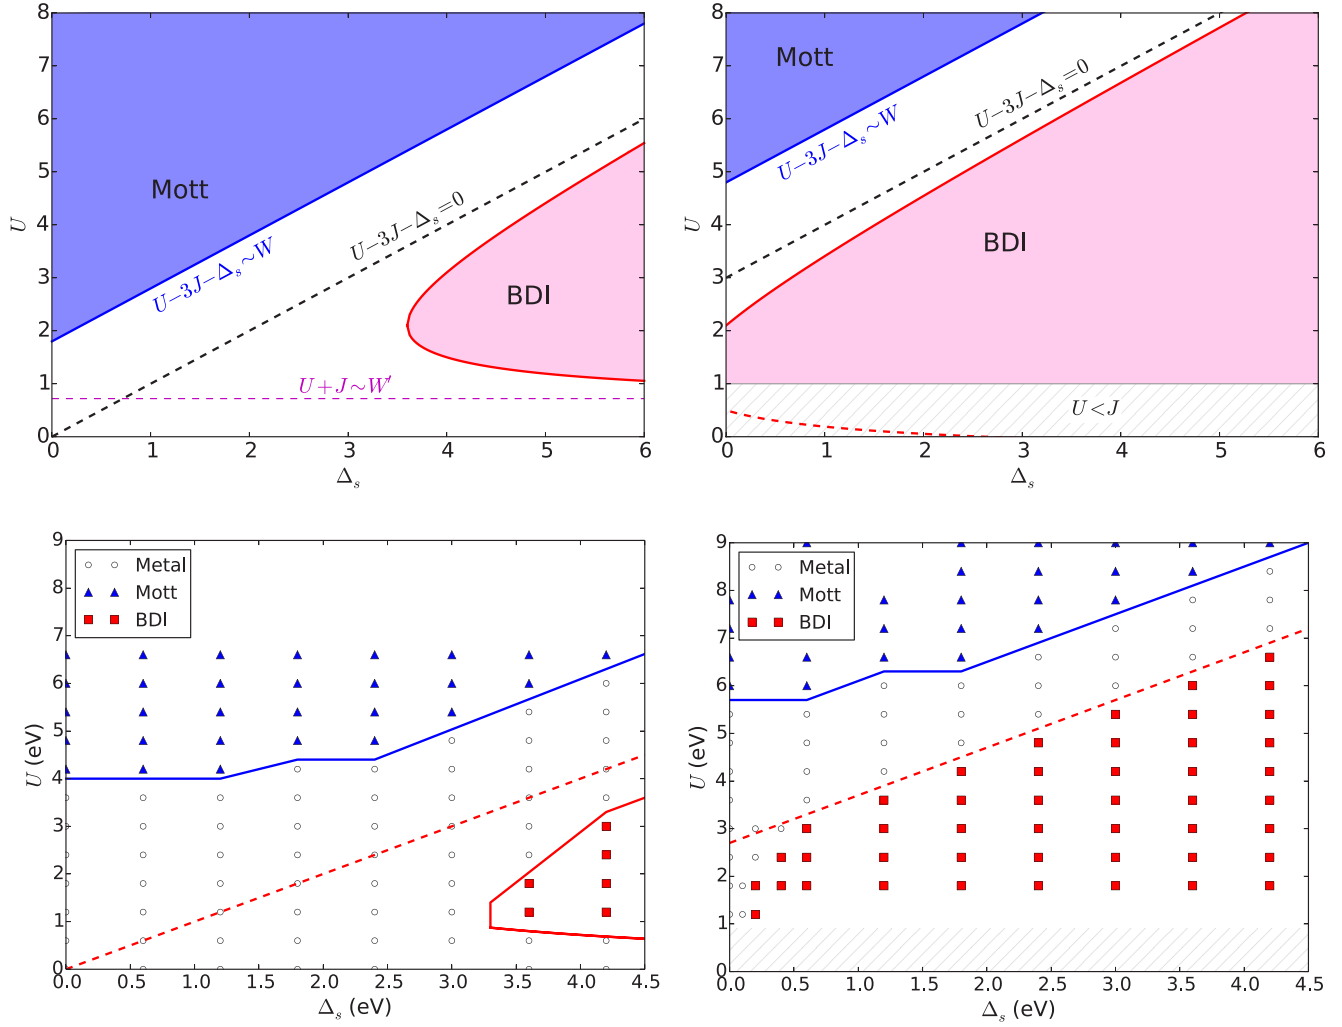 8
7
6
5
4
3
2
1
0
U
Mott
U−3J−Δs∼W
U−3J−Δs=0
BDI
U+J∼W′
0 1 2 3 4 5 6
Δs
8
7
6
5
4
3
2
1
0
U
Mott
U−3J−Δs∼W
U−3J−Δs=0
BDI
U<J
0 1 2 3 4 5 6
Δs
9
8
7
6
5
4
3
2
1
0
U (eV)
Metal
Mott
BDI
0.0 0.5 1.0 1.5 2.0 2.5 3.0 3.5 4.0 4.5
Δs (eV)
9
8
7
6
5
4
3
2
1
0
U (eV)
Metal
Mott
BDI
0.0 0.5 1.0 1.5 2.0 2.5 3.0 3.5 4.0 4.5
Δs (eV)